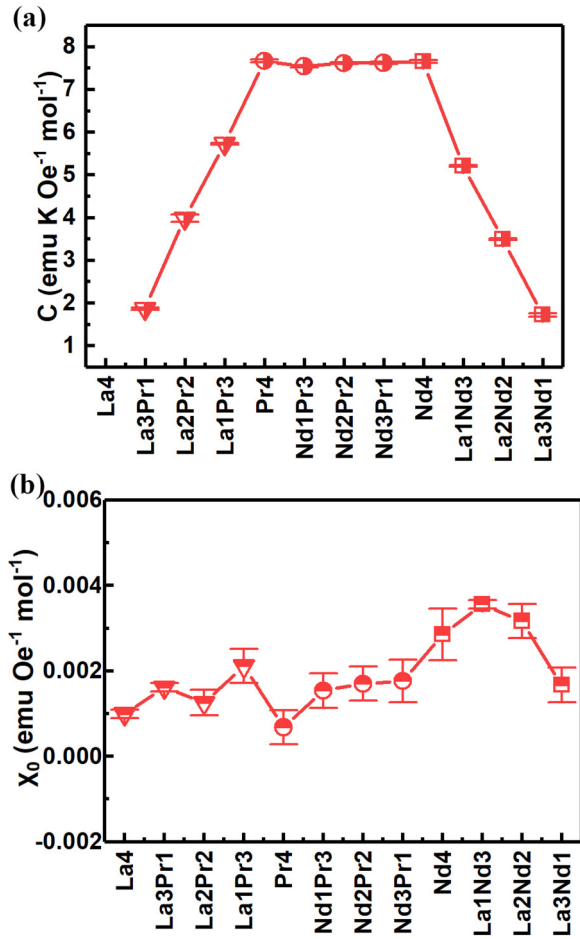 (a)
C (emu K Oe⁻¹ mol⁻¹)
8
7
6
5
4
3
2
1
La4
La3Pr1
La2Pr2
La1Pr3
Pr4
Nd1Pr3
Nd2Pr2
Nd3Pr1
Nd4
La1Nd3
La2Nd2
La3Nd1
(b)
X₀ (emu Oe⁻¹ mol⁻¹)
0.006
0.004
0.002
0.000
-0.002
La4
La3Pr1
La2Pr2
La1Pr3
Pr4
Nd1Pr3
Nd2Pr2
Nd3Pr1
Nd4
La1Nd3
La2Nd2
La3Nd1